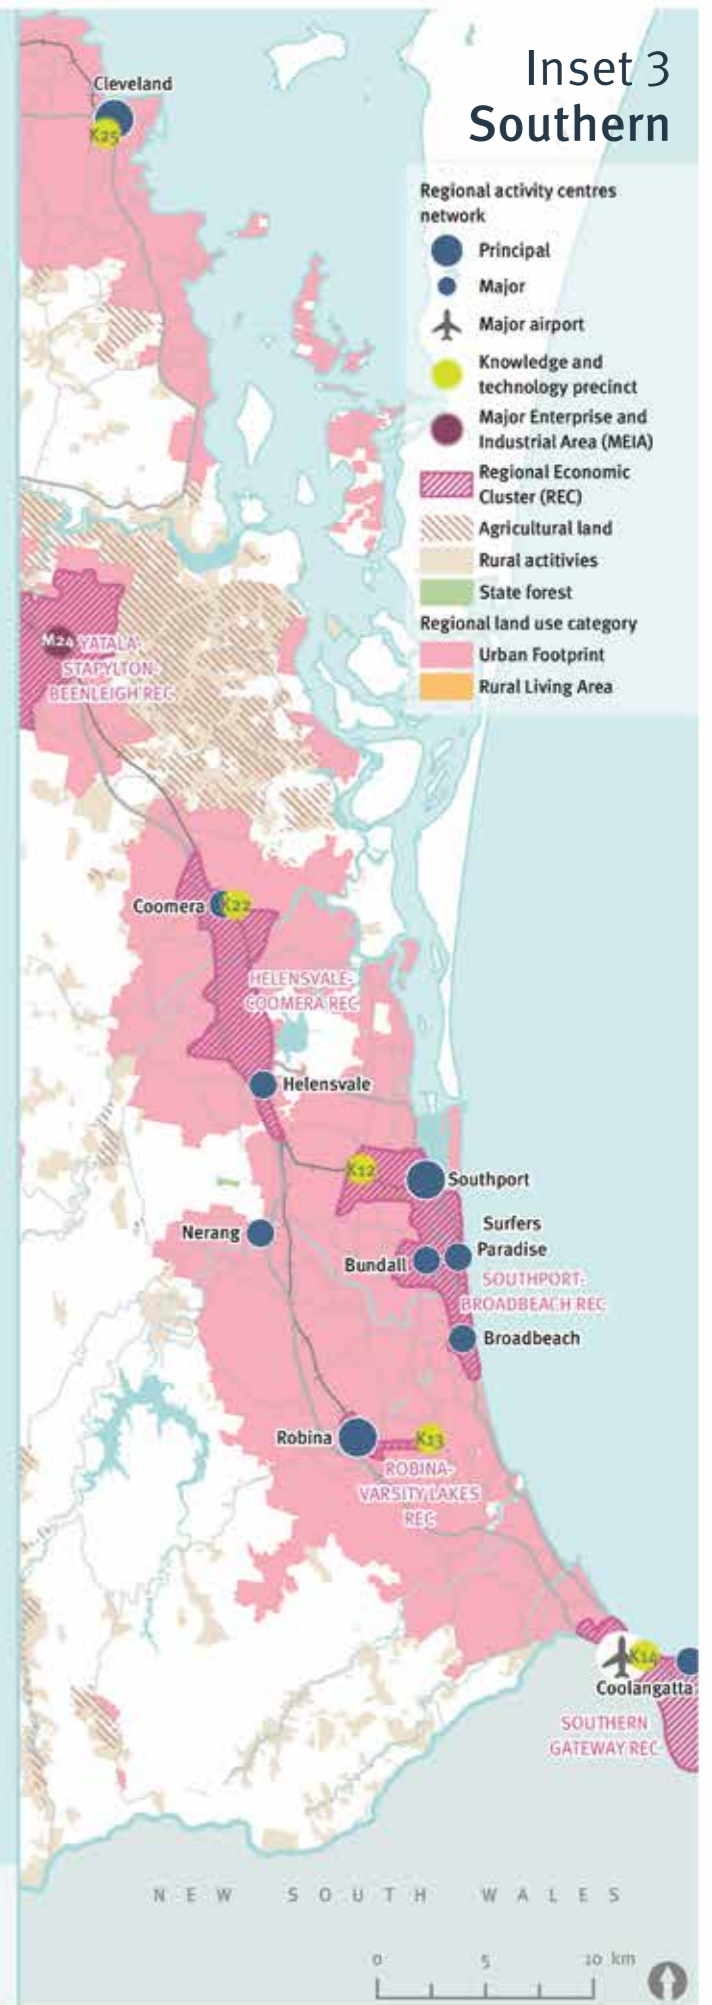 Inset 3
Southern
Regional activity centres
network
Principal
Major
Major airport
Knowledge and
technology precinct
Major Enterprise and
Industrial Area (MEIA)
Regional Economic
Cluster (REC)
Agricultural land
Rural actitivies
State forest
Regional land use category
Urban Footprint
Rural Living Area
Cleveland
K25
M24 YATALA-
STAPYLTON-
BEENLEIGH REC
Coomera
K22
HELENSVALE-
COOMERA REC
Helensvale
K12
Southport
Nerang
Surfers
Paradise
Bundall
SOUTHPORT-
BROADBEACH REC
Broadbeach
Robina
K13
ROBINA-
VARSITY LAKES
REC
K14
Coolangatta
SOUTHERN
GATEWAY REC
NEW SOUTH WALES
0 5 10 km